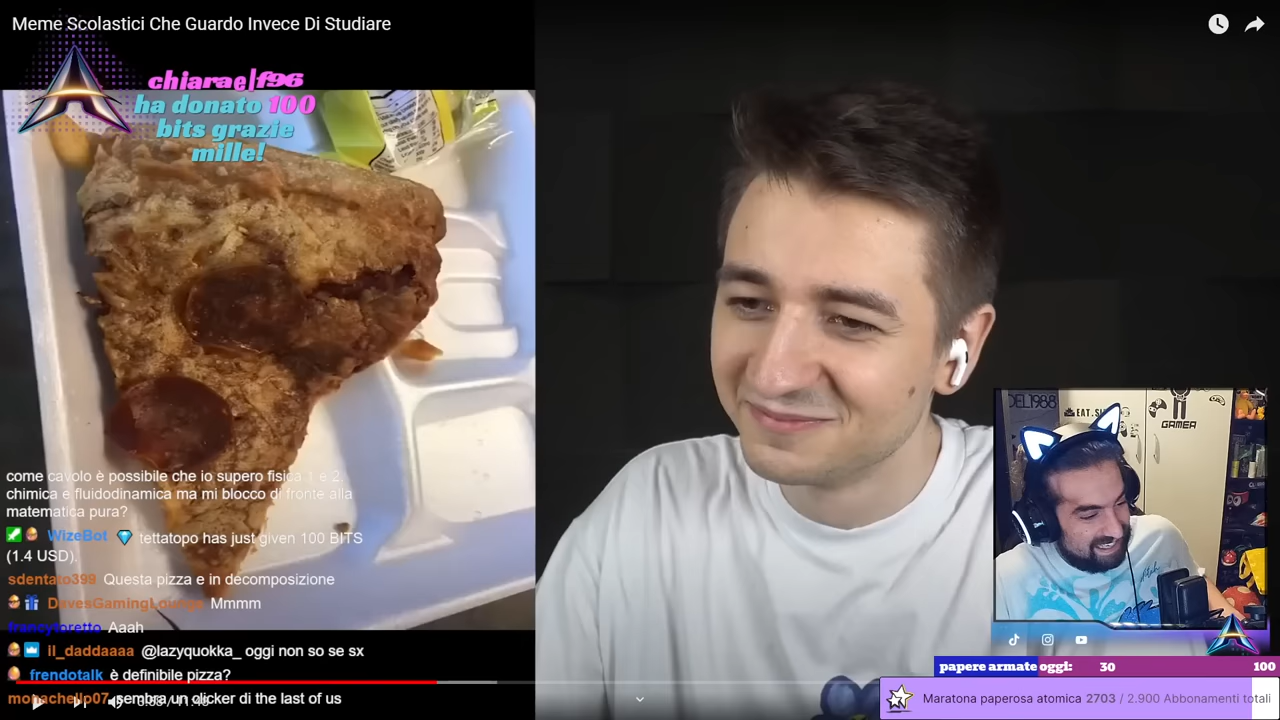 Meme Scolastici Che Guardo Invece Di Studiare
chiaraelf96
ha donato 100
bits grazie
mille!
come cavolo è possibile che io supero fisica 1 e 2.
chimica e fluidodinamica ma mi blocco di fronte alla
matematica pura?
WizeBot tettatopo has just given 100 BITS
(1.4 USD).
sdentato399 Questa pizza e in decomposizione
DavesGamingLounge Mmmm
francytoretto Aaah
il_daddaaaa @lazyquokka_ oggi non so se sx
frendotalk è definibile pizza?
monachello07 sembra un clicker di the last of us
DEL1988
GAMER
papere armate oggi: 30 100
Maratona paperosa atomica 2703 / 2.900 Abbonamenti totali